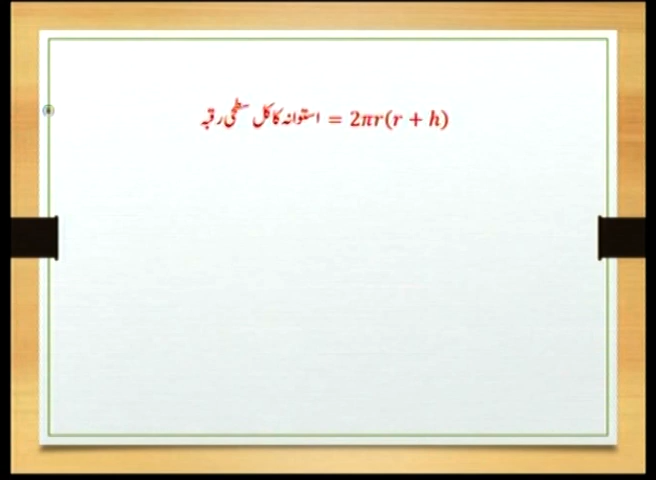 استوانہ کا کل سطحی رقبہ = 2πr(r + h)